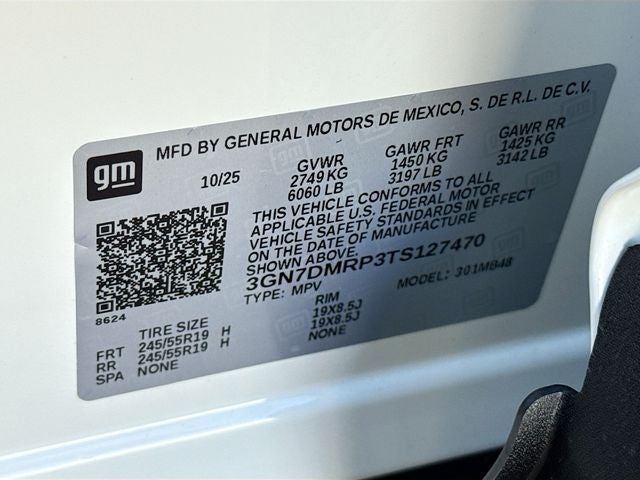 MFD BY GENERAL MOTORS DE MEXICO, S. DE R.L. DE C.V.
gm
10/25 GVWR GAWR FRT GAWR RR
2749 KG 1450 KG 1425 KG
6060 LB 3197 LB 3142 LB
THIS VEHICLE CONFORMS TO ALL
APPLICABLE U.S. FEDERAL MOTOR
VEHICLE SAFETY STANDARDS IN EFFECT
ON THE DATE OF MANUFACTURE
SHOWN ABOVE.
3GN7DMRP3TS127470
TYPE: MPV MODEL: 301MB48
8624
TIRE SIZE RIM
FRT 245/55R19 H 19X8.5J
RR 245/55R19 H 19X8.5J
SPA NONE NONE